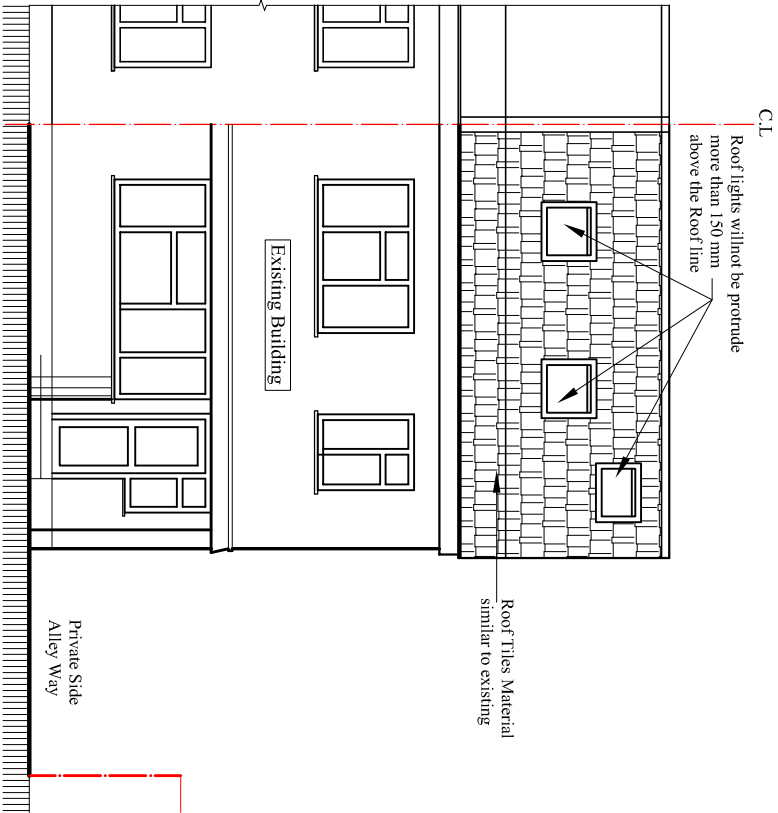 C.L
Roof lights willnot be protrude
more than 150 mm
above the Roof line
Existing Building
Roof Tiles Material
similar to existing
Private Side
Alley Way